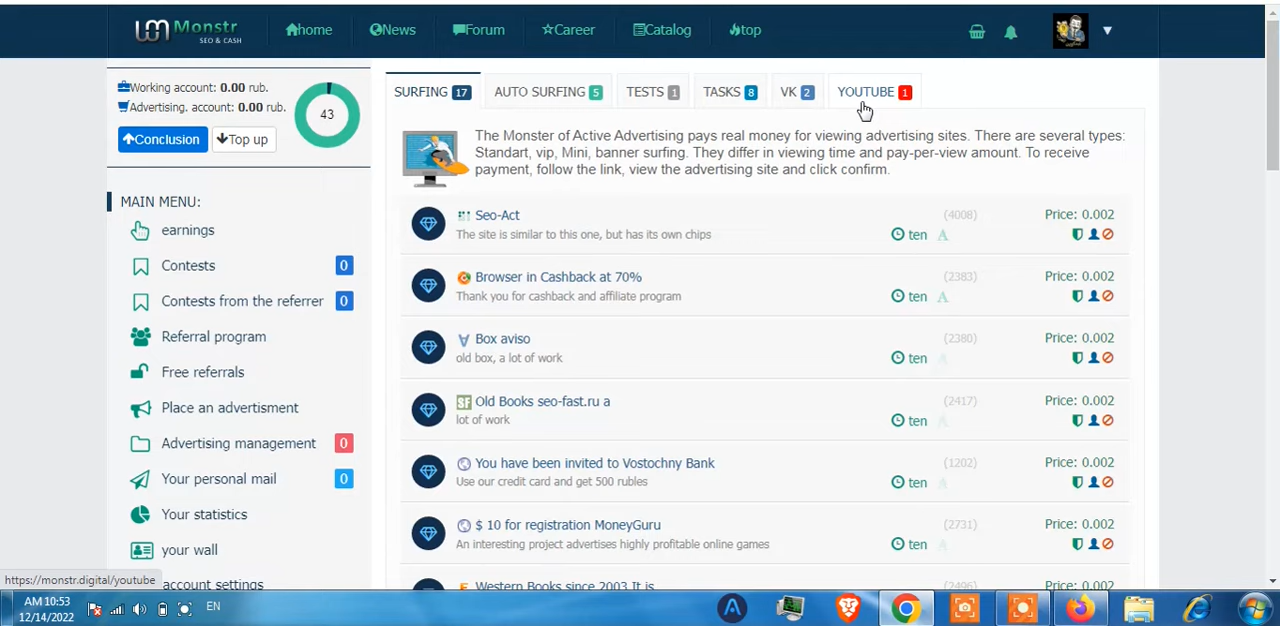 Monstr
SEO & CASH
home
News
Forum
Career
Catalog
top
Working account: 0.00 rub.
Advertising. account: 0.00 rub.
43
Conclusion
Top up
SURFING 17
AUTO SURFING 5
TESTS 1
TASKS 8
VK 2
YOUTUBE 1
The Monster of Active Advertising pays real money for viewing advertising sites. There are several types:
Standart, vip, Mini, banner surfing. They differ in viewing time and pay-per-view amount. To receive
payment, follow the link, view the advertising site and click confirm.
MAIN MENU:
earnings
Contests 0
Contests from the referrer 0
Referral program
Free referrals
Place an advertisment
Advertising management 0
Your personal mail 0
Your statistics
your wall
account settings
Seo-Act (4008) Price: 0.002
The site is similar to this one, but has its own chips ten A
Browser in Cashback at 70% (2383) Price: 0.002
Thank you for cashback and affiliate program ten A
Box aviso (2380) Price: 0.002
old box, a lot of work ten A
SF Old Books seo-fast.ru a (2417) Price: 0.002
lot of work ten A
You have been invited to Vostochny Bank (1202) Price: 0.002
Use our credit card and get 500 rubles ten A
$ 10 for registration MoneyGuru (2731) Price: 0.002
An interesting project advertises highly profitable online games ten A
Western Books since 2003 It is (2496) Price: 0.002
https://monstr.digital/youtube
AM 10:53
12/14/2022
EN